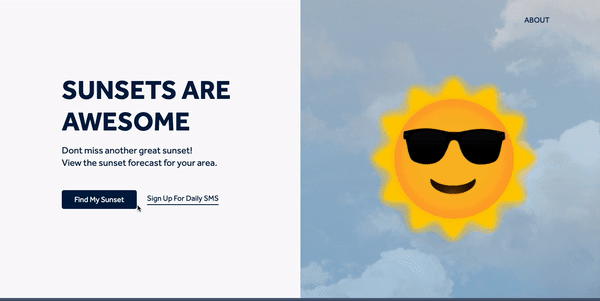 ABOUT
SUNSETS ARE
AWESOME
Dont miss another great sunset!
View the sunset forecast for your area.
Find My Sunset
Sign Up For Daily SMS